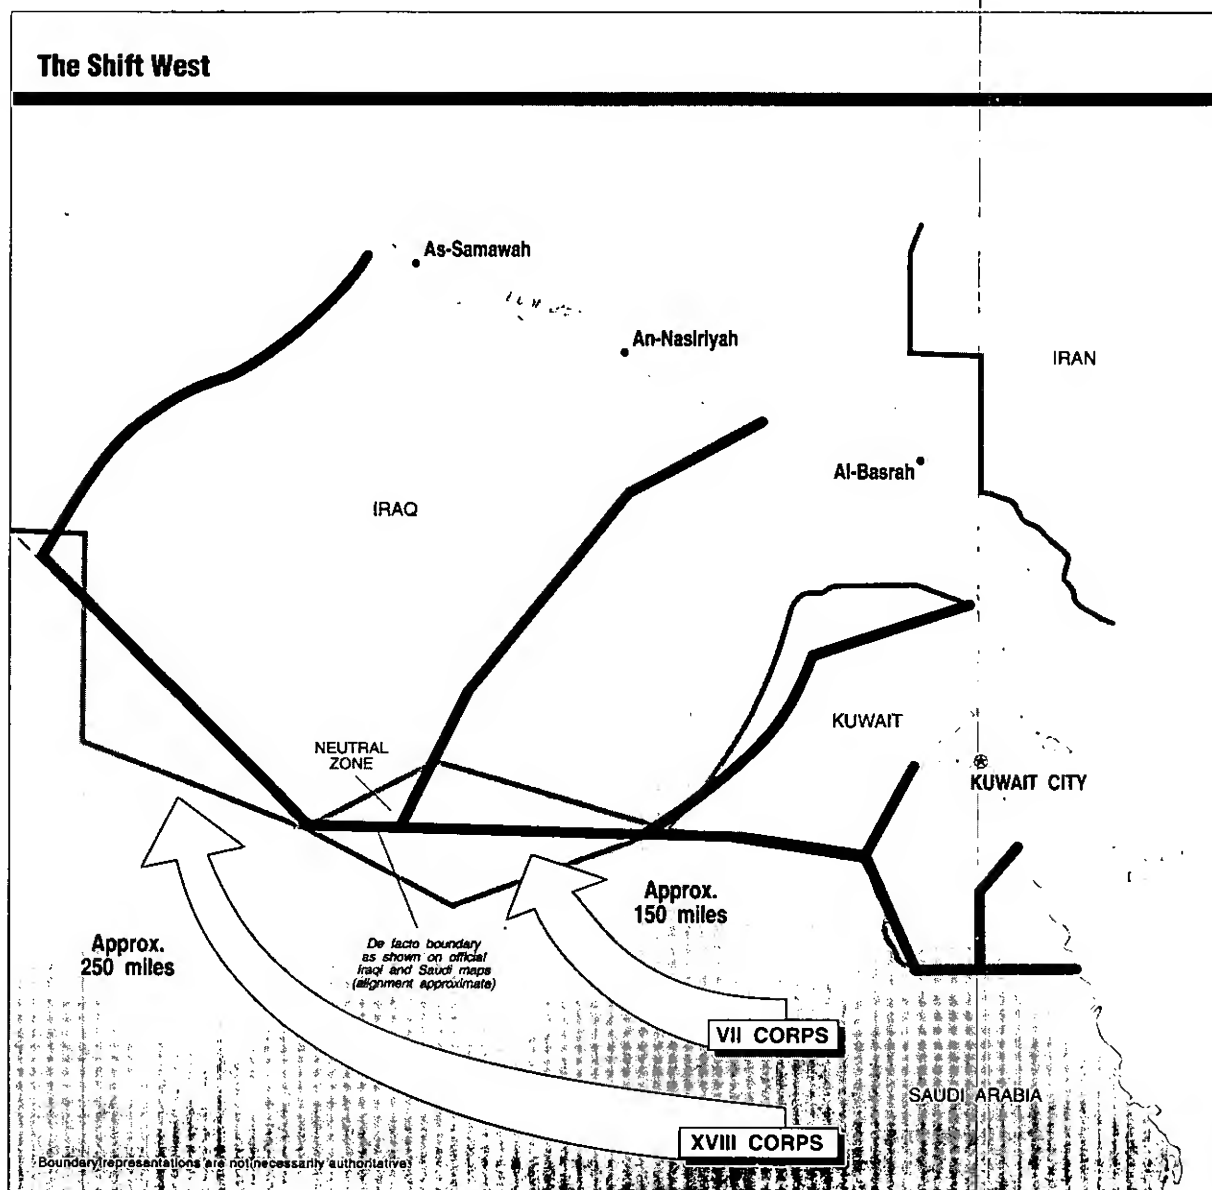 The Shift West
As-Samawah
An-Nasiriyah
IRAN
Al-Basrah
IRAQ
KUWAIT
NEUTRAL
ZONE
KUWAIT CITY
Approx.
150 miles
Approx.
250 miles
De facto boundary
as shown on official
Iraqi and Saudi maps
(alignment approximate)
VII CORPS
SAUDI ARABIA
XVIII CORPS
Boundary representations are not necessarily authoritative